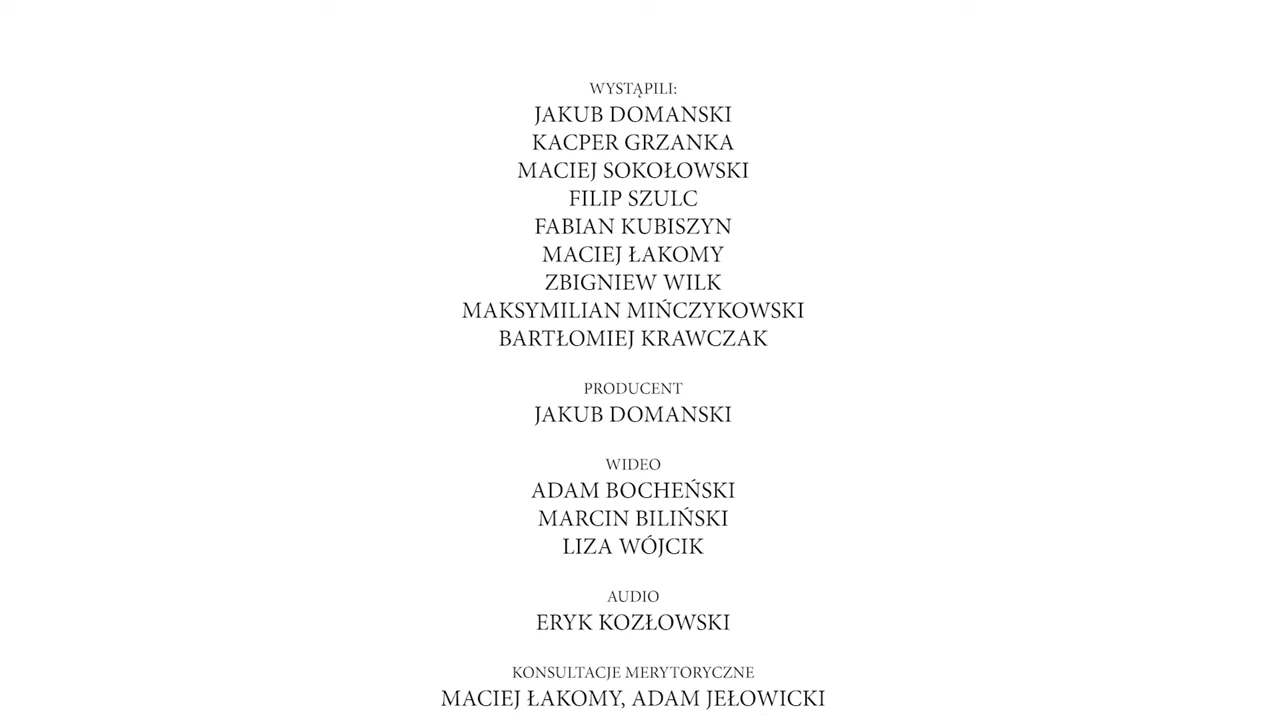 WYSTĄPILI:
JAKUB DOMANSKI
KACPER GRZANKA
MACIEJ SOKOŁOWSKI
FILIP SZULC
FABIAN KUBISZYN
MACIEJ ŁAKOMY
ZBIGNIEW WILK
MAKSYMILIAN MIŃCZYKOWSKI
BARTŁOMIEJ KRAWCZAK
PRODUCENT
JAKUB DOMANSKI
WIDEO
ADAM BOCHEŃSKI
MARCIN BILIŃSKI
LIZA WÓJCIK
AUDIO
ERYK KOZŁOWSKI
KONSULTACJE MERYTORYCZNE
MACIEJ ŁAKOMY, ADAM JEŁOWICKI